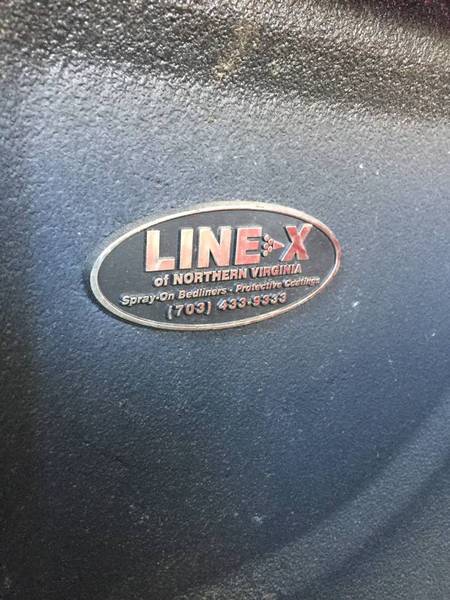 LINE-X
of NORTHERN VIRGINIA
Spray-On Bedliners - Protective Coatings
(703) 433-9333